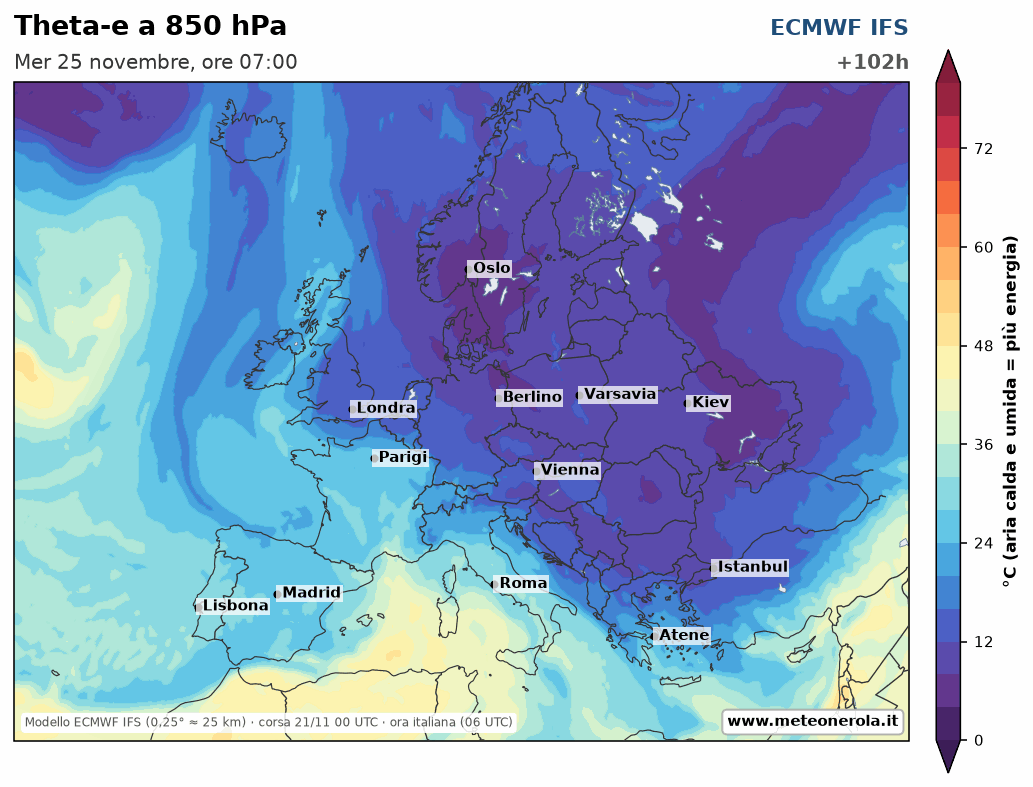 Theta-e a 850 hPa
ECMWF IFS
Mer 25 novembre, ore 07:00
+102h
72
60
48
36
24
12
0
°C (aria calda e umida = più energia)
Oslo
Berlino
Varsavia
Kiev
Londra
Parigi
Vienna
Istanbul
Roma
Madrid
Lisbona
Atene
Modello ECMWF IFS (0,25° ≈ 25 km) · corsa 21/11 00 UTC · ora italiana (06 UTC)
www.meteonerola.it